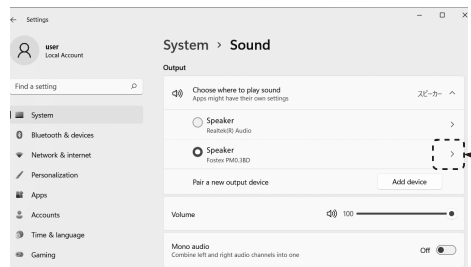 Settings
user
Local Account
Find a setting
System
Bluetooth & devices
Network & internet
Personalization
Apps
Accounts
Time & language
Gaming
System > Sound
Output
Choose where to play sound
Apps might have their own settings
スピーカー
Speaker
Realtek(R) Audio
Speaker
Fostex PM0.3BD
Pair a new output device
Add device
Volume
100
Mono audio
Combine left and right audio channels into one
Off